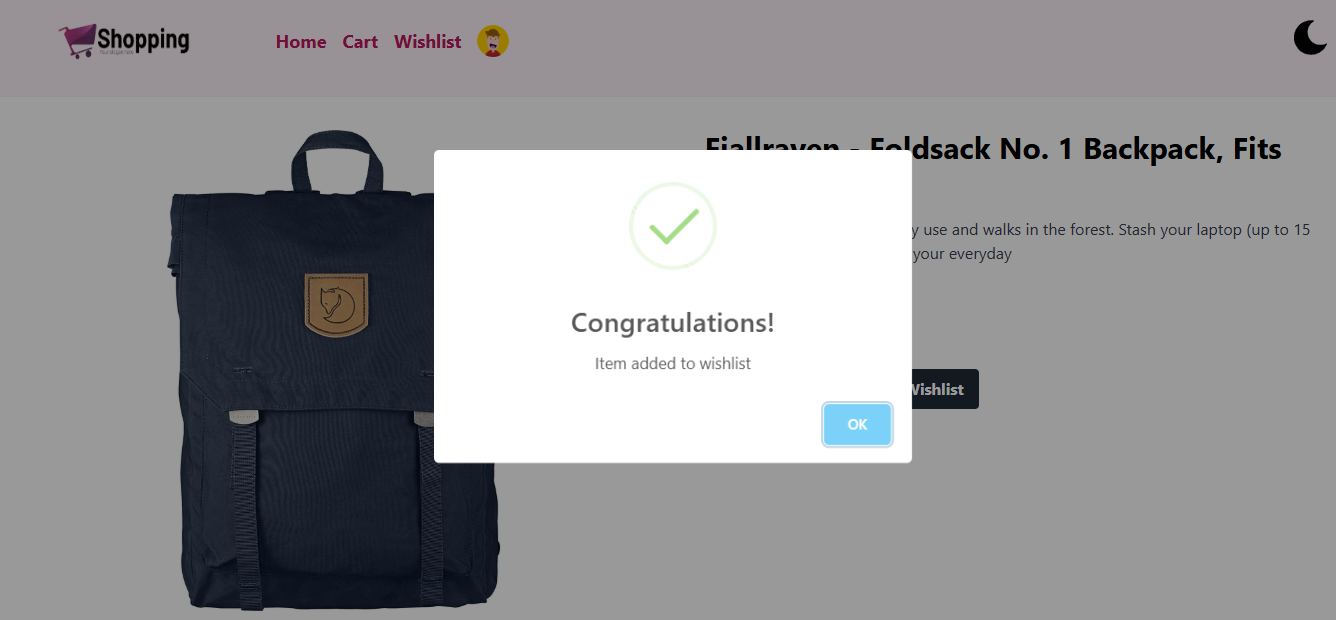 Shopping
Home Cart Wishlist
Foldsack No. 1 Backpack, Fits
use and walks in the forest. Stash your laptop (up to 15
your everyday
Congratulations!
Item added to wishlist
Wishlist
OK